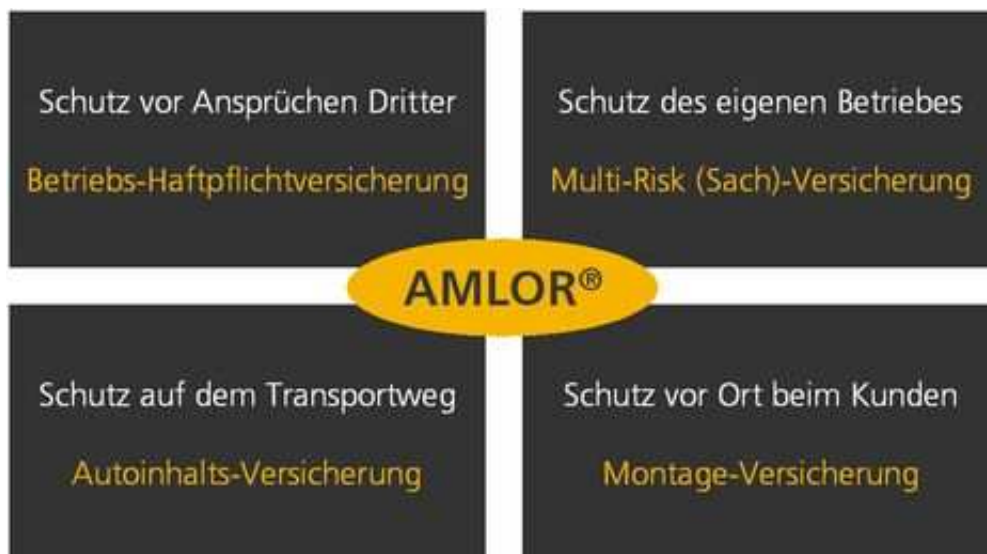 Schutz vor Ansprüchen Dritter
Betriebs-Haftpflichtversicherung
Schutz des eigenen Betriebes
Multi-Risk (Sach)-Versicherung
AMLOR®
Schutz auf dem Transportweg
Autoinhalts-Versicherung
Schutz vor Ort beim Kunden
Montage-Versicherung